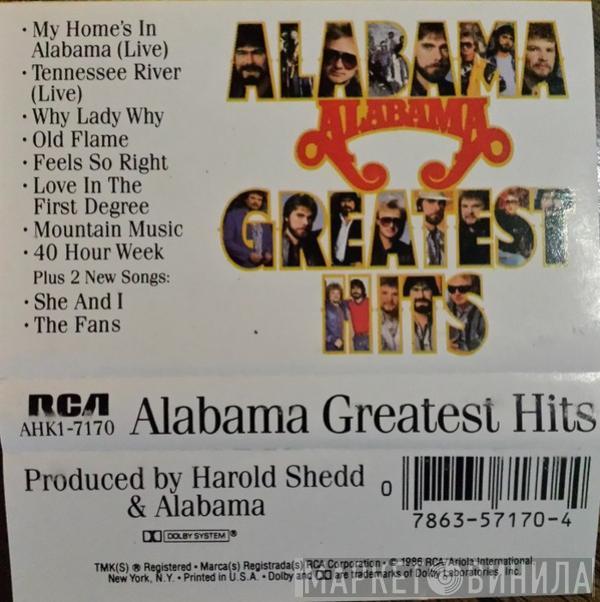 · My Home's In
Alabama (Live)
· Tennessee River
(Live)
· Why Lady Why
· Old Flame
· Feels So Right
· Love In The
First Degree
· Mountain Music
· 40 Hour Week
Plus 2 New Songs:
· She And I
· The Fans
ALABAMA
ALABAMA
GREATEST
HITS
RCA
AHK1-7170
Alabama Greatest Hits
Produced by Harold Shedd
& Alabama
0
7863-57170-4
DOLBY SYSTEM ®
TMK(S) ® Registered • Marca(s) Registrada(s) RCA Corporation • © 1986 RCA/Ariola International
New York, N.Y. • Printed in U.S.A. • Dolby and are trademarks of Dolby Laboratories, Inc.
МАРКЕТ ВИНИЛА